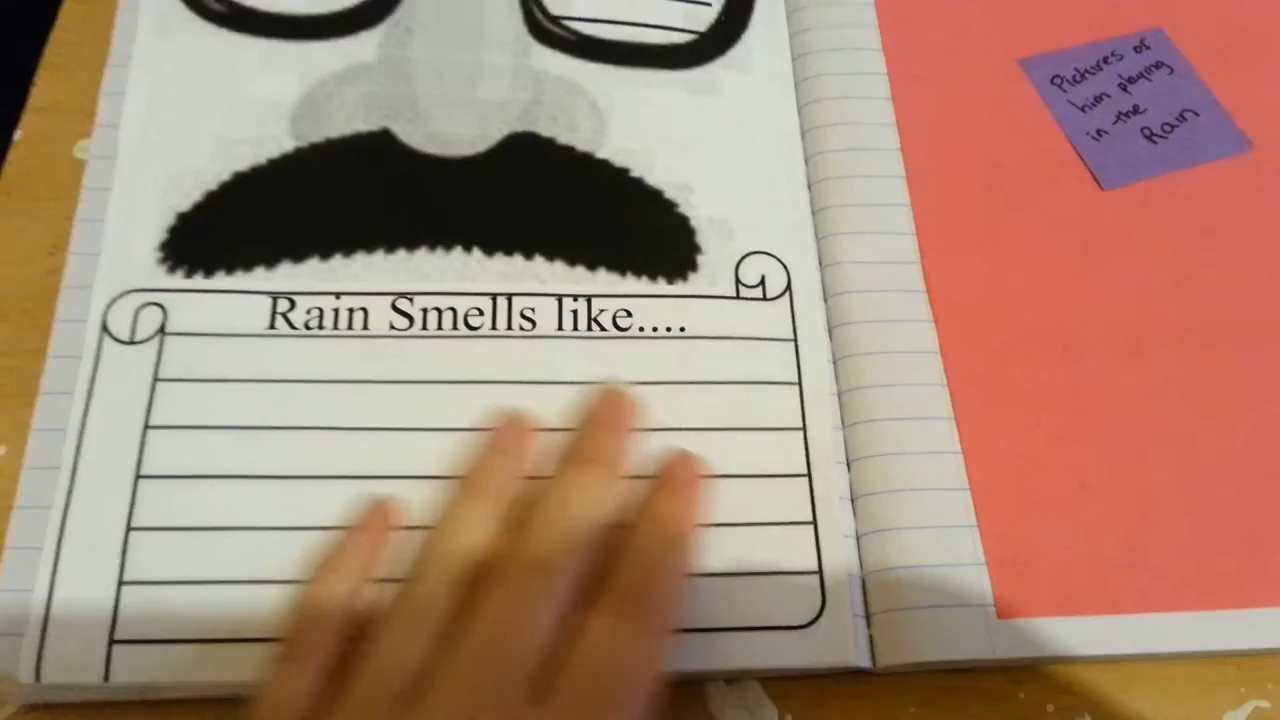 Rain Smells like....
Pictures of
him playing
in the
Rain